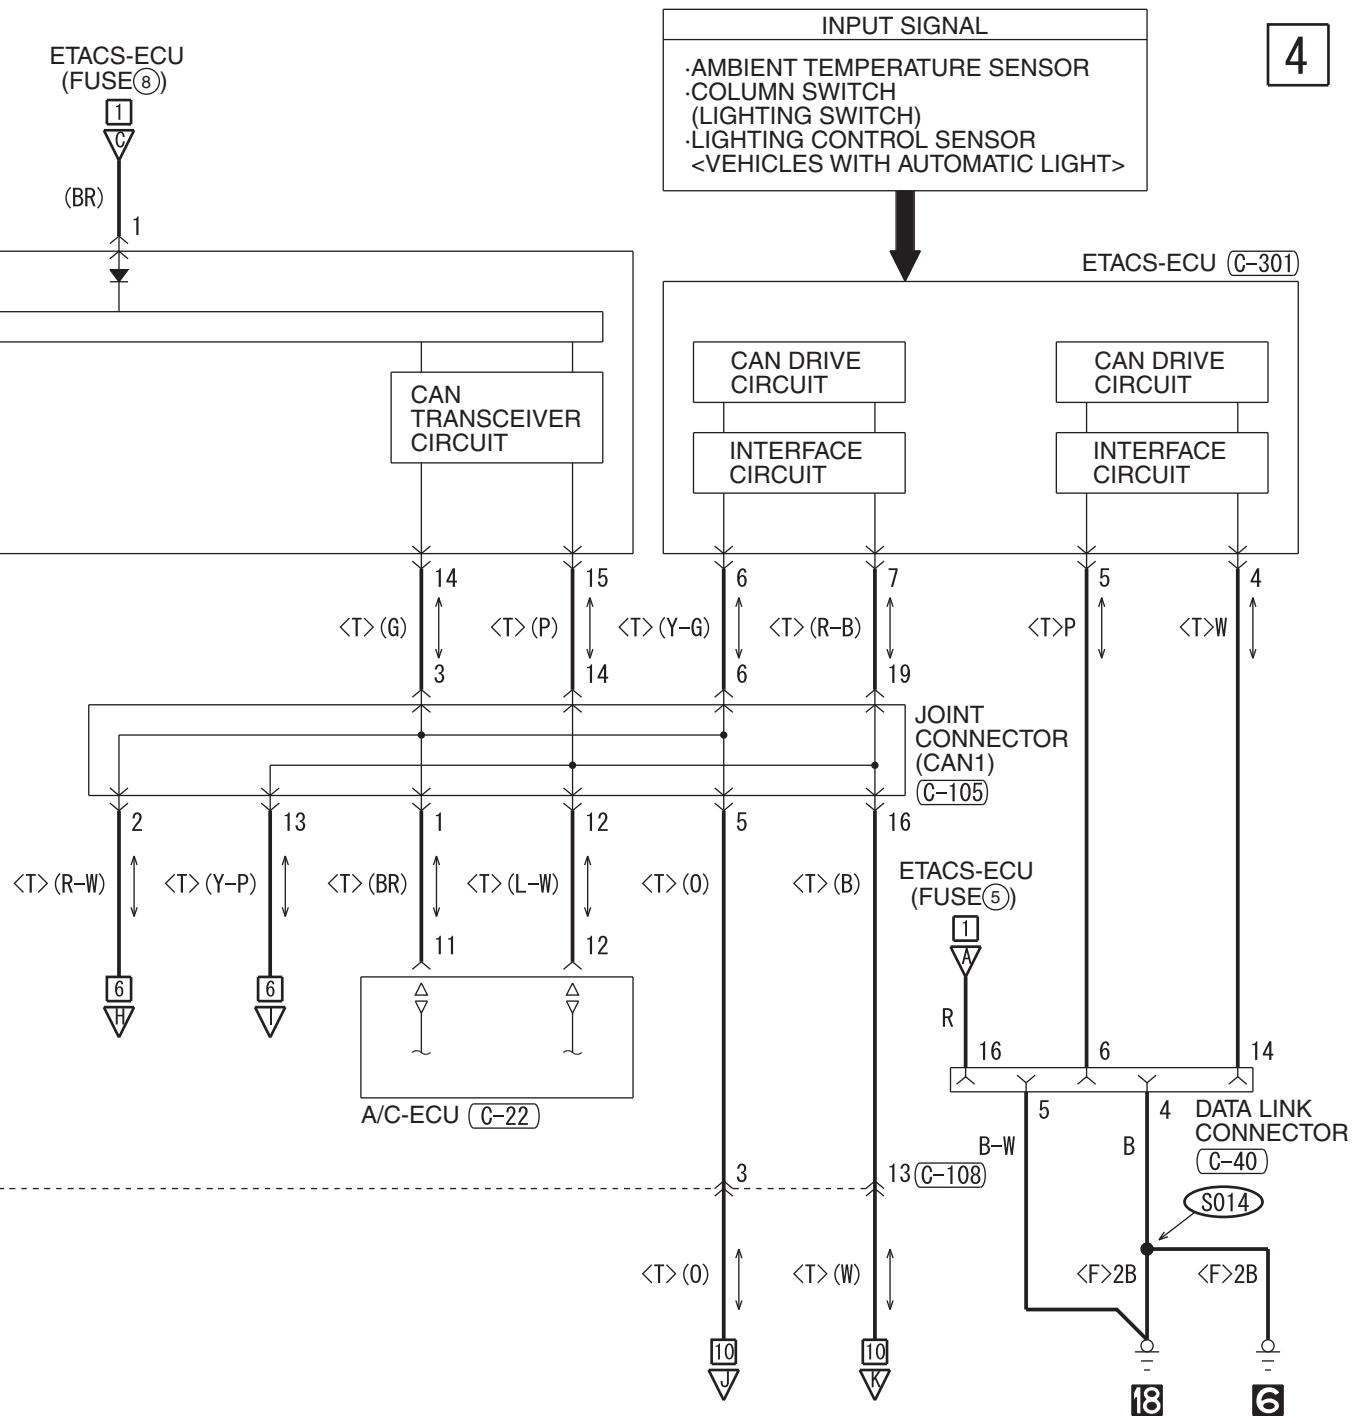 ETACS-ECU
(FUSE⑧)
1
C
(BR)
1
INPUT SIGNAL
·AMBIENT TEMPERATURE SENSOR
·COLUMN SWITCH
(LIGHTING SWITCH)
·LIGHTING CONTROL SENSOR
<VEHICLES WITH AUTOMATIC LIGHT>
4
ETACS-ECU C-301
CAN
TRANSCEIVER
CIRCUIT
CAN DRIVE
CIRCUIT
INTERFACE
CIRCUIT
CAN DRIVE
CIRCUIT
INTERFACE
CIRCUIT
14 15 6 7 5 4
<T>(G) <T>(P) <T>(Y-G) <T>(R-B) <T>P <T>W
3 14 6 19
JOINT
CONNECTOR
(CAN1)
C-105
2 13 1 12 5 16
<T>(R-W) <T>(Y-P) <T>(BR) <T>(L-W) <T>(O) <T>(B)
11 12
6 6
H I
A/C-ECU C-22
ETACS-ECU
(FUSE⑤)
1
A
R
16 6 14
5 4
DATA LINK
CONNECTOR
C-40
B-W B
3 13 C-108
S014
<T>(O) <T>(W) <F>2B <F>2B
10 10
J K
18 6